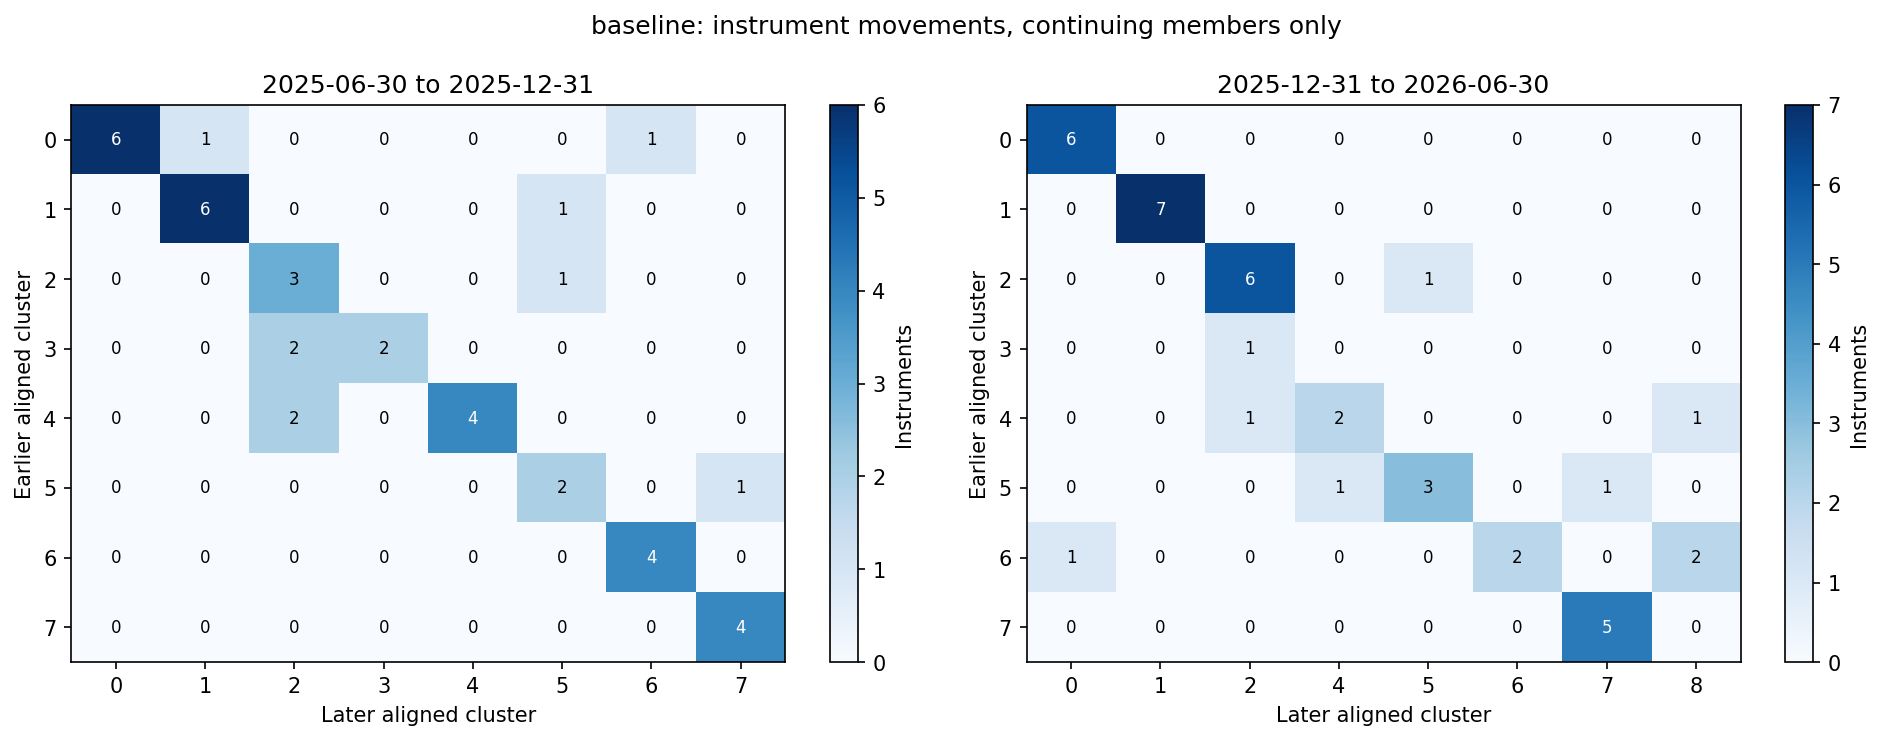 baseline: instrument movements, continuing members only
2025-06-30 to 2025-12-31
Earlier aligned cluster
0 6 1 0 0 0 0 1 0
1 0 6 0 0 0 1 0 0
2 0 0 3 0 0 1 0 0
3 0 0 2 2 0 0 0 0
4 0 0 2 0 4 0 0 0
5 0 0 0 0 0 2 0 1
6 0 0 0 0 0 0 4 0
7 0 0 0 0 0 0 0 4
0 1 2 3 4 5 6 7
Later aligned cluster
6
5
4
3
2
1
0
Instruments
2025-12-31 to 2026-06-30
Earlier aligned cluster
0 6 0 0 0 0 0 0 0
1 0 7 0 0 0 0 0 0
2 0 0 6 0 1 0 0 0
3 0 0 1 0 0 0 0 0
4 0 0 1 2 0 0 0 1
5 0 0 0 1 3 0 1 0
6 1 0 0 0 0 2 0 2
7 0 0 0 0 0 0 5 0
0 1 2 4 5 6 7 8
Later aligned cluster
7
6
5
4
3
2
1
0
Instruments